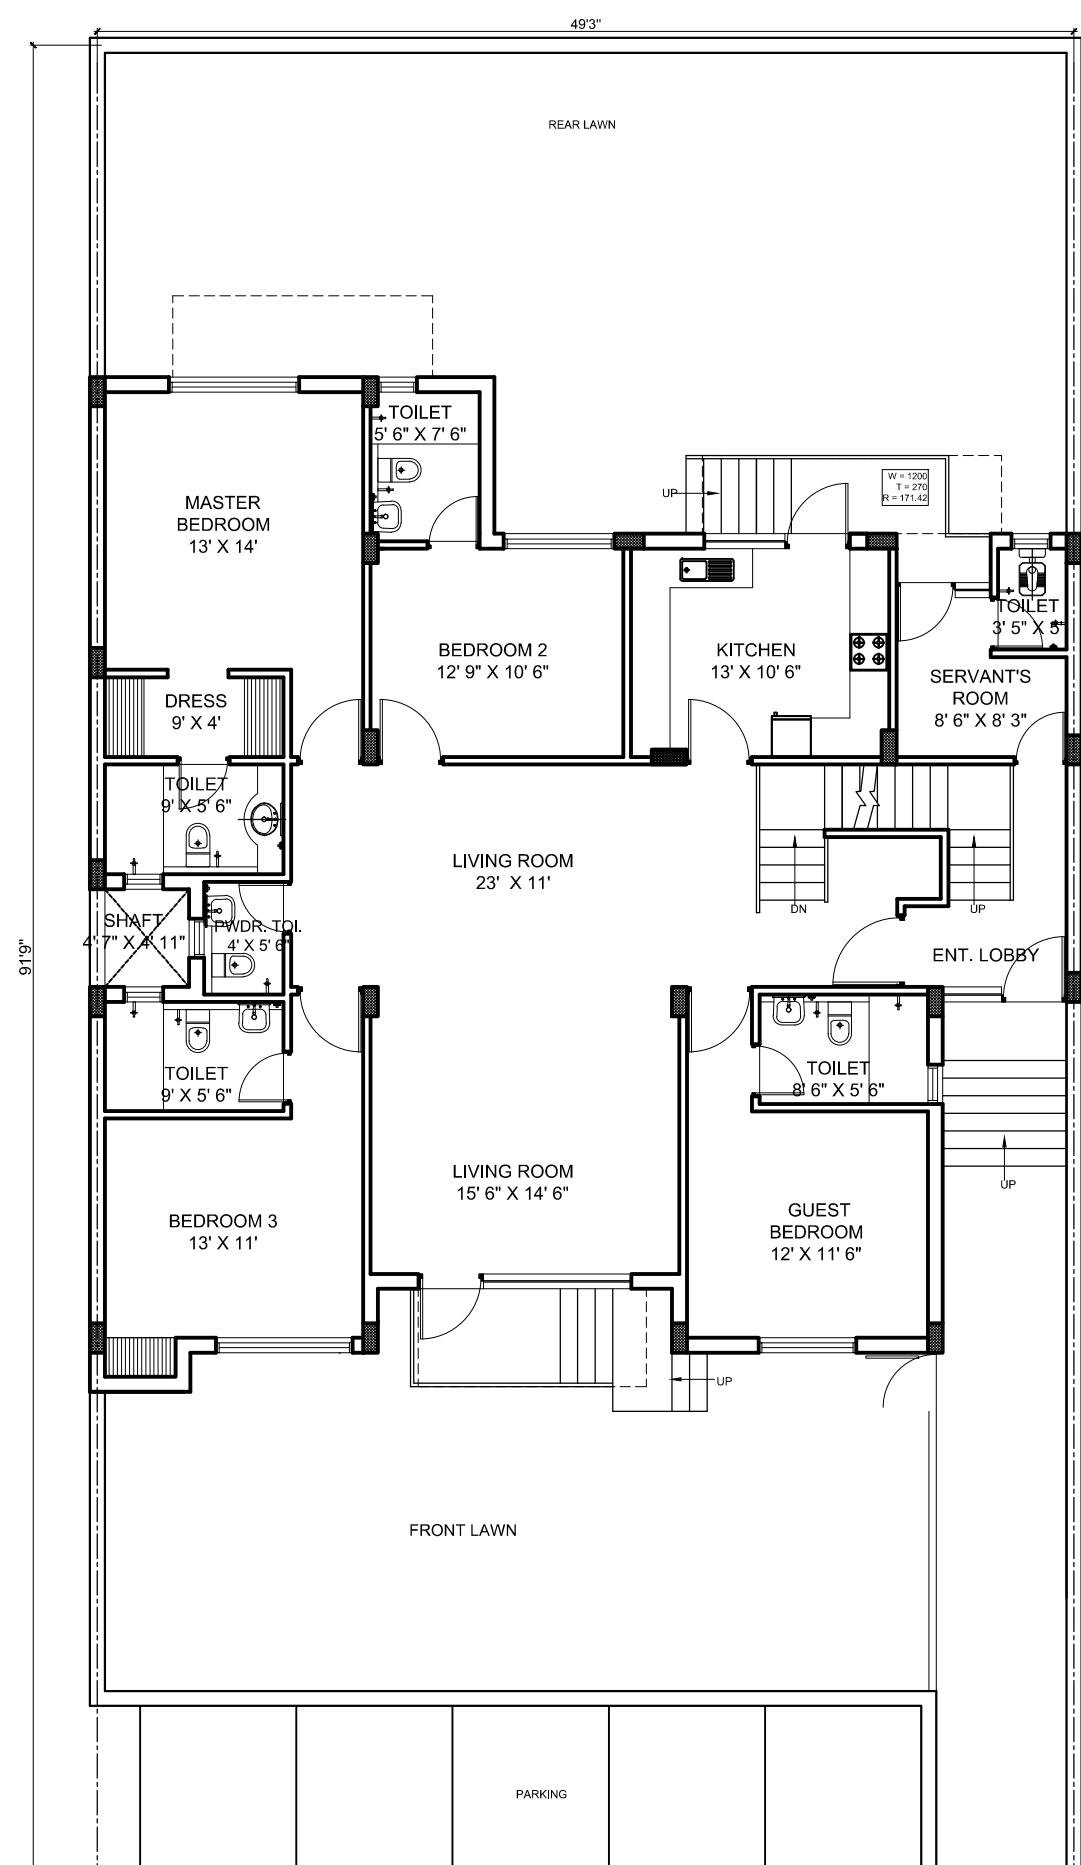 49'3"
REAR LAWN
TOILET
5' 6" X 7' 6"
MASTER
BEDROOM
13' X 14'
UP
W = 1200
T = 270
R = 171.42
BEDROOM 2
12' 9" X 10' 6"
KITCHEN
13' X 10' 6"
TOILET
3' 5" X 5'
SERVANT'S
ROOM
8' 6" X 8' 3"
DRESS
9' X 4'
TOILET
9' X 5' 6"
LIVING ROOM
23' X 11'
DN
UP
SHAFT
4' 7" X 4' 11"
PWDR. TOI.
4' X 5' 6"
ENT. LOBBY
91'9"
TOILET
9' X 5' 6"
TOILET
8' 6" X 5' 6"
UP
LIVING ROOM
15' 6" X 14' 6"
BEDROOM 3
13' X 11'
GUEST
BEDROOM
12' X 11' 6"
UP
FRONT LAWN
PARKING